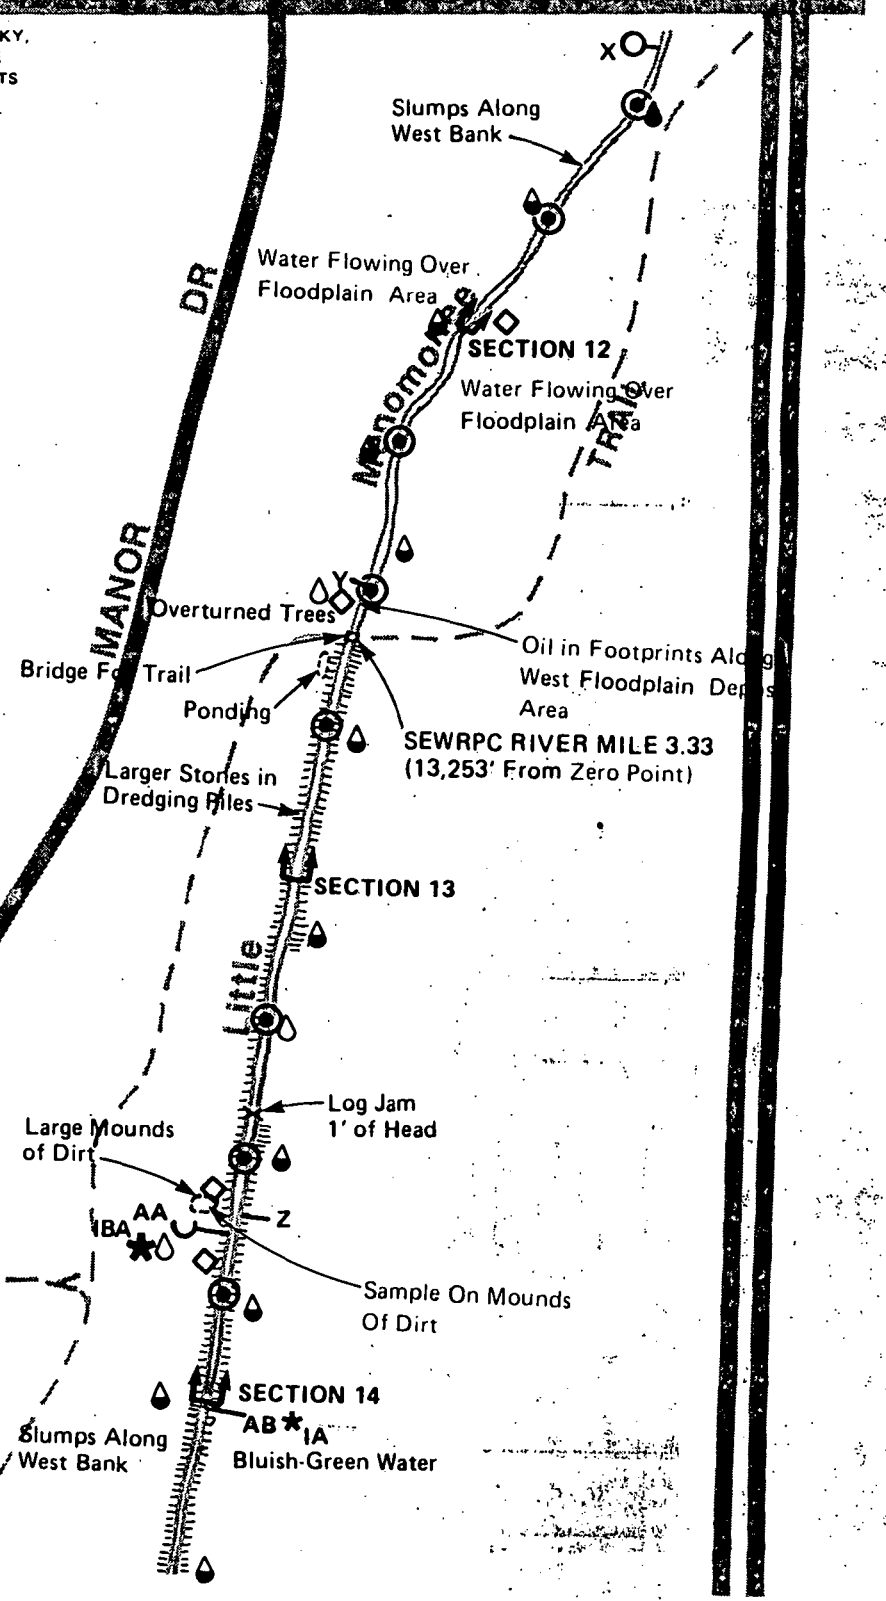 KY,
TS
X
Slumps Along
West Bank
DR
Water Flowing Over
Floodplain Area
SECTION 12
Water Flowing Over
Floodplain Area
TRAIL
Menomonee
MANOR
Y
Overturned Trees
Bridge For Trail
Oil in Footprints Along
West Floodplain Depos
Area
Ponding
SEWRPC RIVER MILE 3.33
(13,253' From Zero Point)
Larger Stones in
Dredging Piles
SECTION 13
Little
Log Jam
1' of Head
Large Mounds
of Dirt
AA
Z
IBA
Sample On Mounds
Of Dirt
SECTION 14
AB
IA
Slumps Along
West Bank
Bluish-Green Water